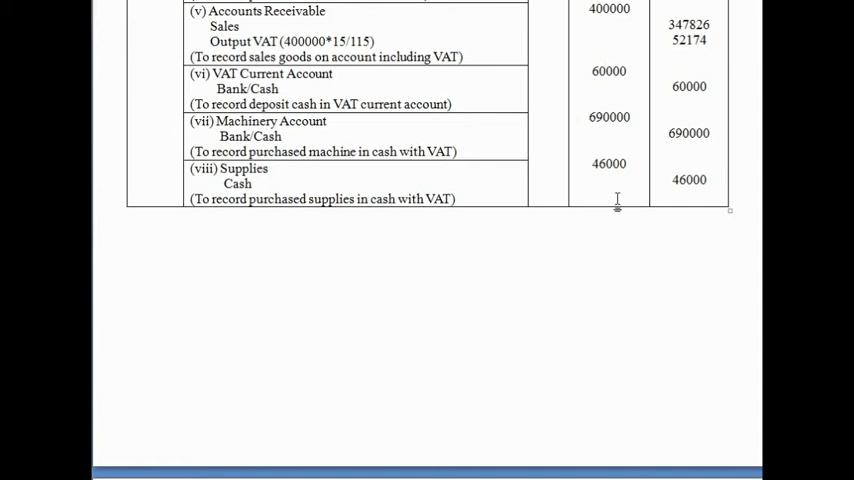 (v) Accounts Receivable 400000
Sales 347826
Output VAT (400000*15/115) 52174
(To record sales goods on account including VAT)
(vi) VAT Current Account 60000
Bank/Cash 60000
(To record deposit cash in VAT current account)
(vii) Machinery Account 690000
Bank/Cash 690000
(To record purchased machine in cash with VAT)
(viii) Supplies 46000
Cash 46000
(To record purchased supplies in cash with VAT)